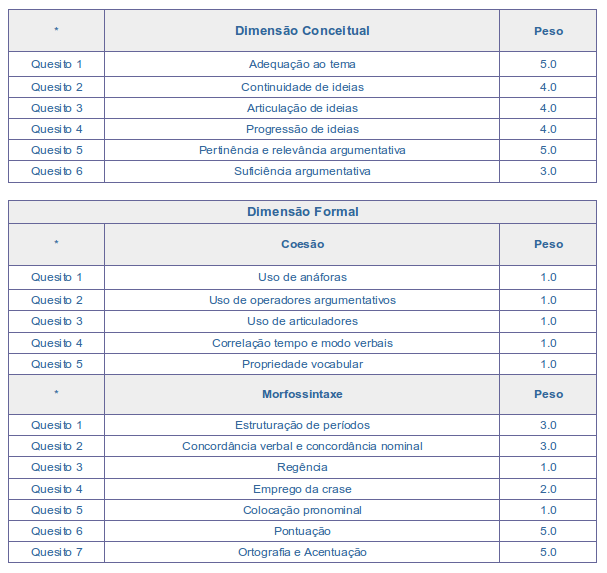 * Dimensão Conceitual Peso
Quesito 1 Adequação ao tema 5.0
Quesito 2 Continuidade de ideias 4.0
Quesito 3 Articulação de ideias 4.0
Quesito 4 Progressão de ideias 4.0
Quesito 5 Pertinência e relevância argumentativa 5.0
Quesito 6 Suficiência argumentativa 3.0
Dimensão Formal
* Coesão Peso
Quesito 1 Uso de anáforas 1.0
Quesito 2 Uso de operadores argumentativos 1.0
Quesito 3 Uso de articuladores 1.0
Quesito 4 Correlação tempo e modo verbais 1.0
Quesito 5 Propriedade vocabular 1.0
* Morfossintaxe Peso
Quesito 1 Estruturação de períodos 3.0
Quesito 2 Concordância verbal e concordância nominal 3.0
Quesito 3 Regência 1.0
Quesito 4 Emprego da crase 2.0
Quesito 5 Colocação pronominal 1.0
Quesito 6 Pontuação 5.0
Quesito 7 Ortografia e Acentuação 5.0